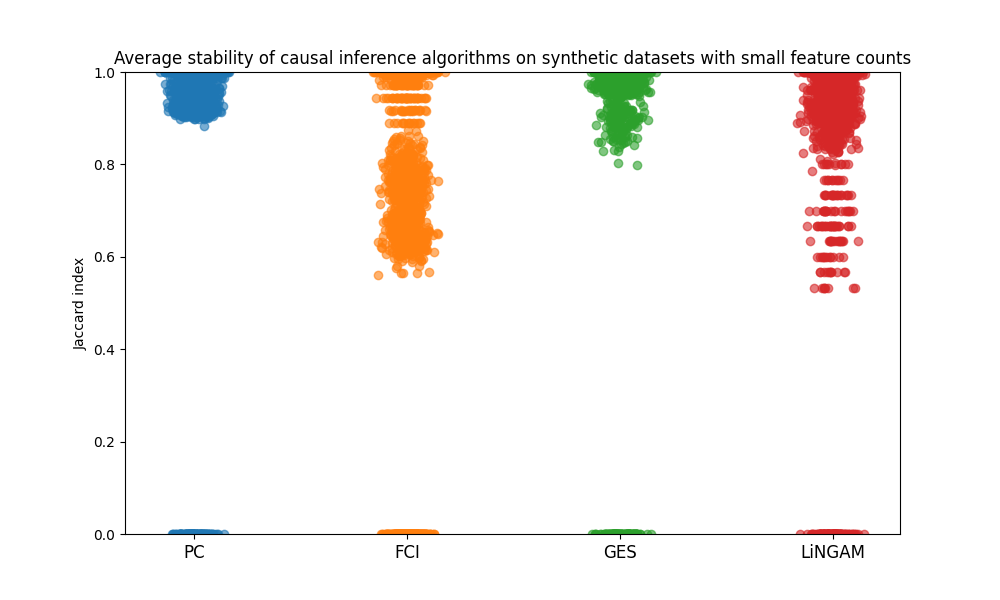 Average stability of causal inference algorithms on synthetic datasets with small feature counts
1.0
0.8
0.6
0.4
0.2
0.0
Jaccard index
PC FCI GES LiNGAM